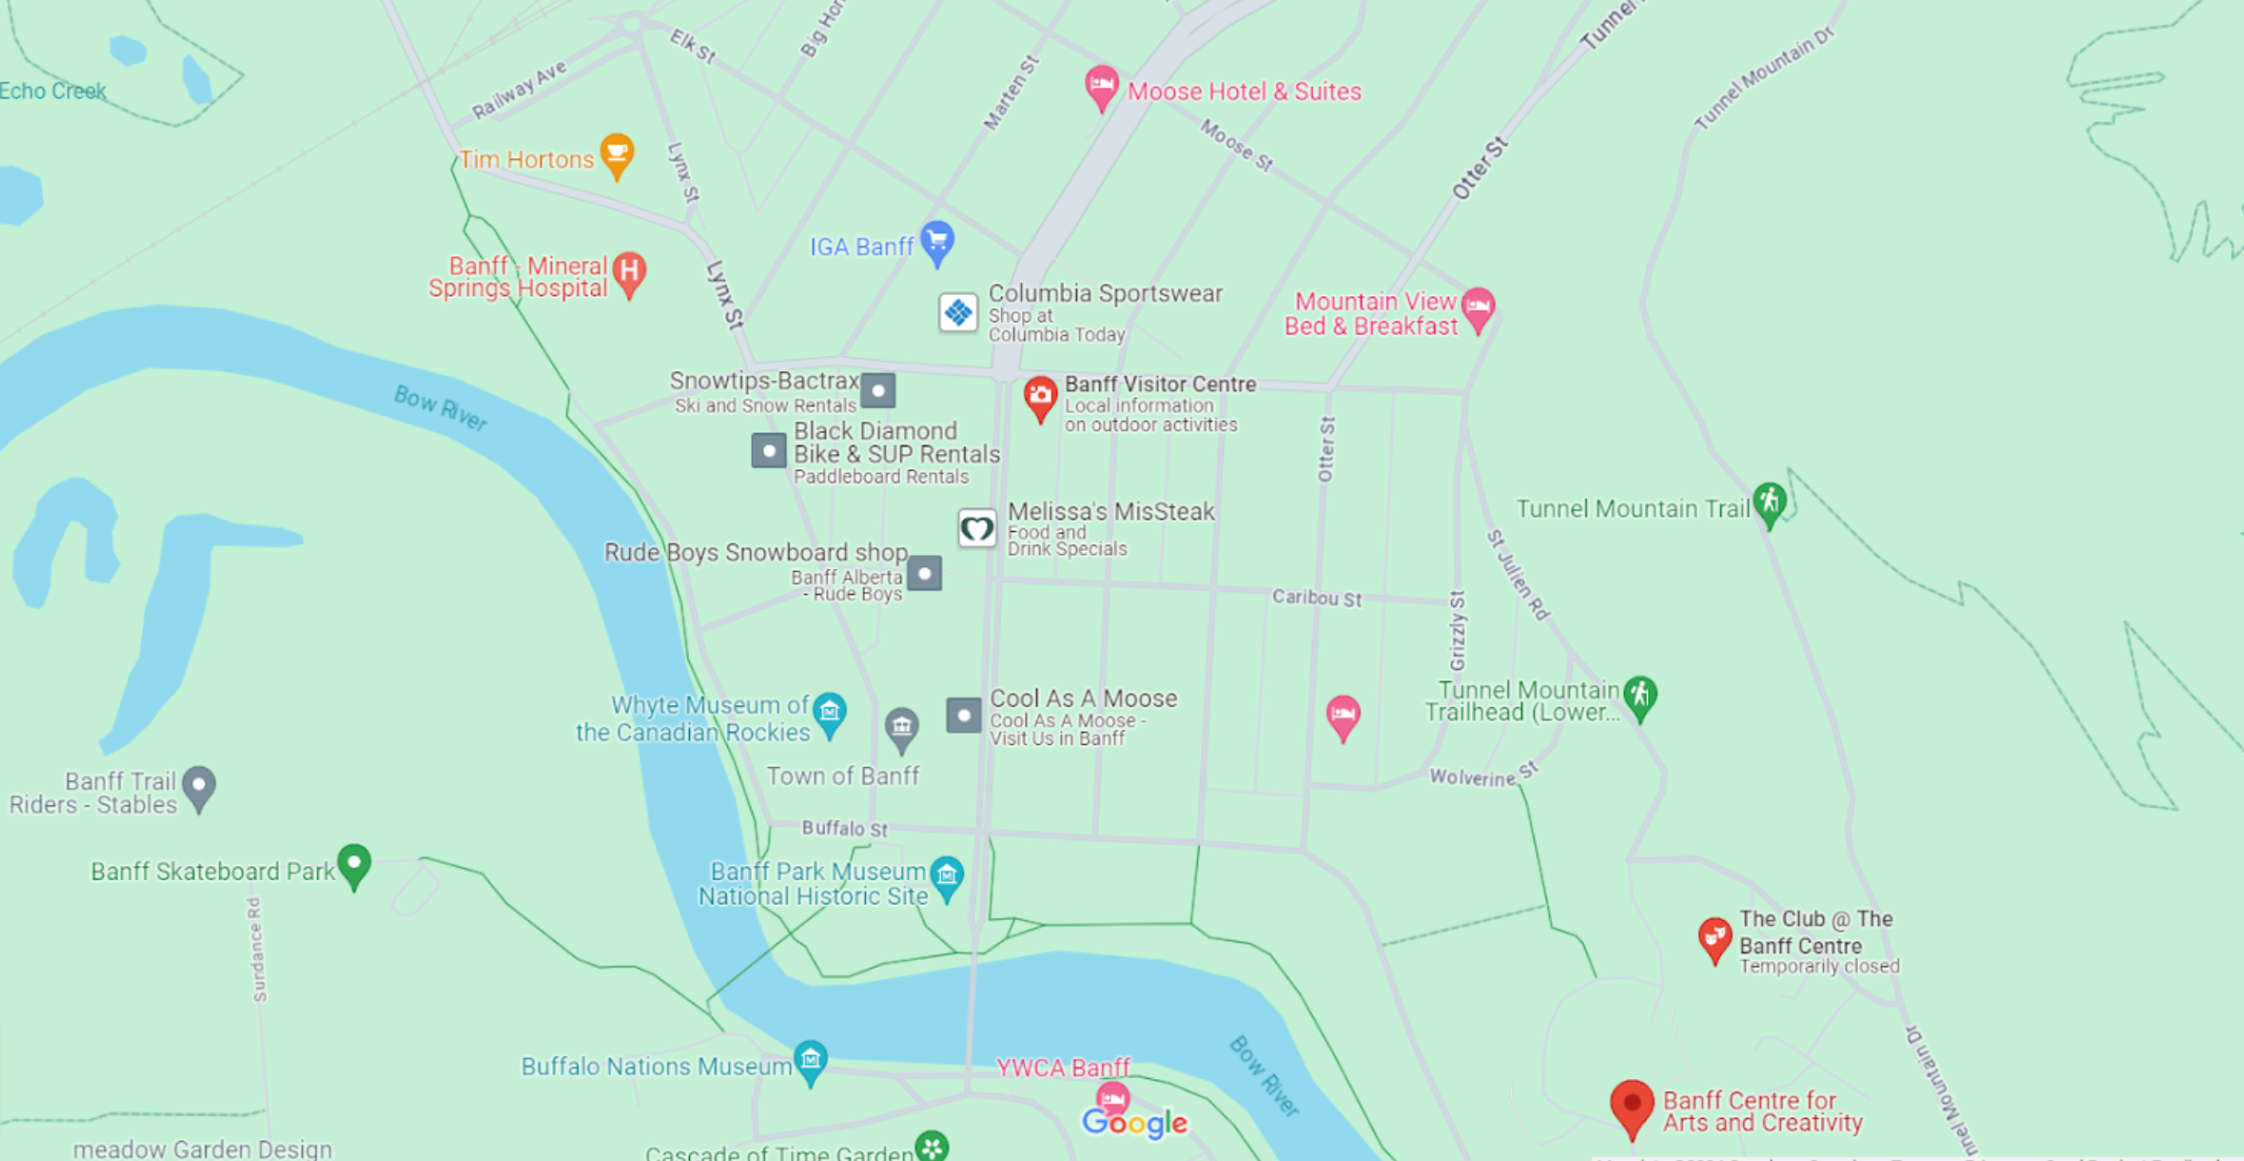 Elk St
Big Hor
Tunnel
Tunnel Mountain Dr
Echo Creek
Railway Ave
Marten St
Moose Hotel & Suites
Moose St
Tim Hortons
Lynx St
Otter St
IGA Banff
Banff - Mineral
Springs Hospital
Lynx St
Columbia Sportswear
Shop at
Columbia Today
Mountain View
Bed & Breakfast
Bow River
Snowtips-Bactrax
Ski and Snow Rentals
Banff Visitor Centre
Local information
on outdoor activities
Black Diamond
Bike & SUP Rentals
Paddleboard Rentals
Otter St
Melissa's MisSteak
Food and
Drink Specials
Tunnel Mountain Trail
Rude Boys Snowboard shop
Banff Alberta
- Rude Boys
St Julien Rd
Caribou St
Grizzly St
Whyte Museum of
the Canadian Rockies
Cool As A Moose
Cool As A Moose -
Visit Us in Banff
Tunnel Mountain
Trailhead (Lower...
Town of Banff
Wolverine St
Banff Trail
Riders - Stables
Buffalo St
Banff Skateboard Park
Banff Park Museum
National Historic Site
Sundance Rd
The Club @ The
Banff Centre
Temporarily closed
Buffalo Nations Museum
YWCA Banff
Bow River
Google
Banff Centre for
Arts and Creativity
nnel Mountain Dr
meadow Garden Design
Cascade of Time Garden